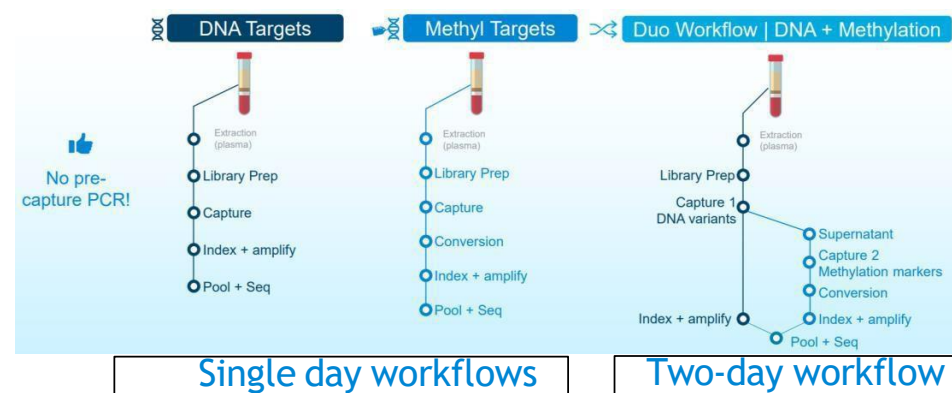 DNA Targets
Methyl Targets
Duo Workflow | DNA + Methylation
No pre-
capture PCR!
Extraction
(plasma)
Library Prep
Capture
Index + amplify
Pool + Seq
Extraction
(plasma)
Library Prep
Capture
Conversion
Index + amplify
Pool + Seq
Extraction
(plasma)
Library Prep
Capture 1
DNA variants
Supernatant
Capture 2
Methylation markers
Conversion
Index + amplify
Index + amplify
Pool + Seq
Single day workflows
Two-day workflow